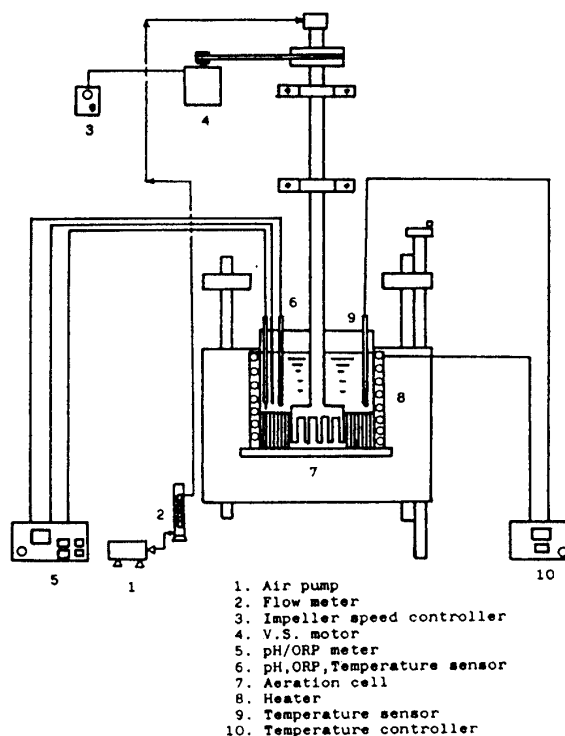 3
4
6
9
8
7
2
5
1
10
1. Air pump
2. Flow meter
3. Impeller speed controller
4. V.S. motor
5. pH/ORP meter
6. pH,ORP,Temperature sensor
7. Aeration cell
8. Heater
9. Temperature sensor
10. Temperature controller